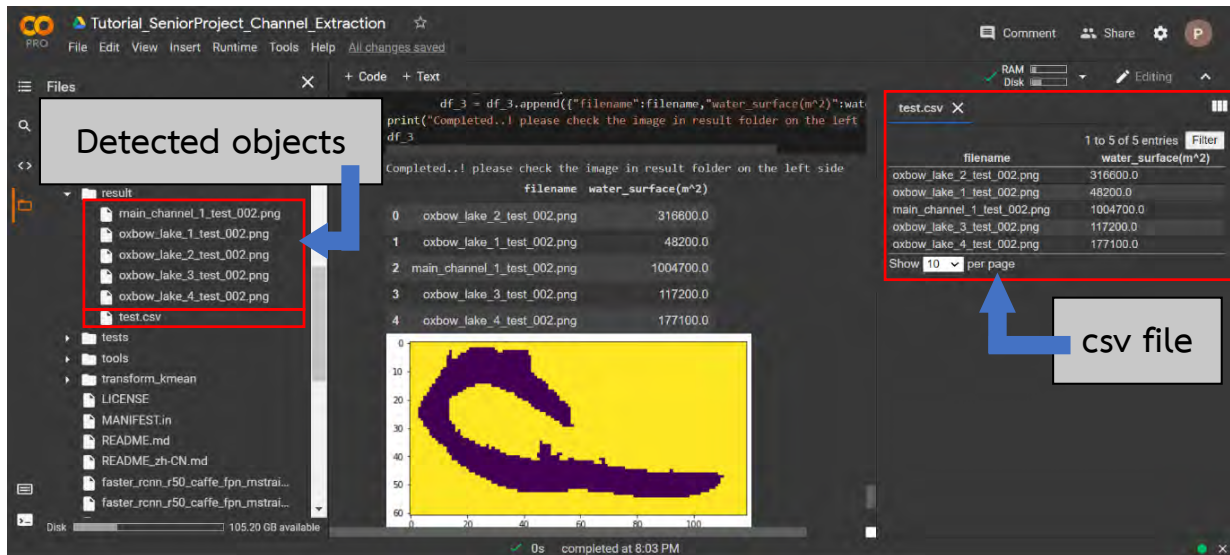 Tutorial_SeniorProject_Channel_Extraction
PRO
File Edit View Insert Runtime Tools Help All changes saved
Comment
Share
P
Files
+ Code + Text
RAM
Disk
Editing
Detected objects
result
main_channel_1_test_002.png
oxbow_lake_1_test_002.png
oxbow_lake_2_test_002.png
oxbow_lake_3_test_002.png
oxbow_lake_4_test_002.png
test.csv
tests
tools
transform_kmean
LICENSE
MANIFEST.in
README.md
README_zh-CN.md
faster_rcnn_r50_caffe_fpn_mstrai...
faster_rcnn_r50_caffe_fpn_mstrai...
Disk 105.20 GB available
df_3 = df_3.append({"filename":filename,"water_surface(m^2)":wat
print("Completed..! please check the image in result folder on the left
df_3
Completed..! please check the image in result folder on the left side
filename water_surface(m^2)
0 oxbow_lake_2_test_002.png 316600.0
1 oxbow_lake_1_test_002.png 48200.0
2 main_channel_1_test_002.png 1004700.0
3 oxbow_lake_3_test_002.png 117200.0
4 oxbow_lake_4_test_002.png 177100.0
0
10
20
30
40
50
60
0 20 40 60 80 100
0s completed at 8:03 PM
test.csv
1 to 5 of 5 entries Filter
filename water_surface(m^2)
oxbow_lake_2_test_002.png 316600.0
oxbow_lake_1_test_002.png 48200.0
main_channel_1_test_002.png 1004700.0
oxbow_lake_3_test_002.png 117200.0
oxbow_lake_4_test_002.png 177100.0
Show 10 per page
csv file